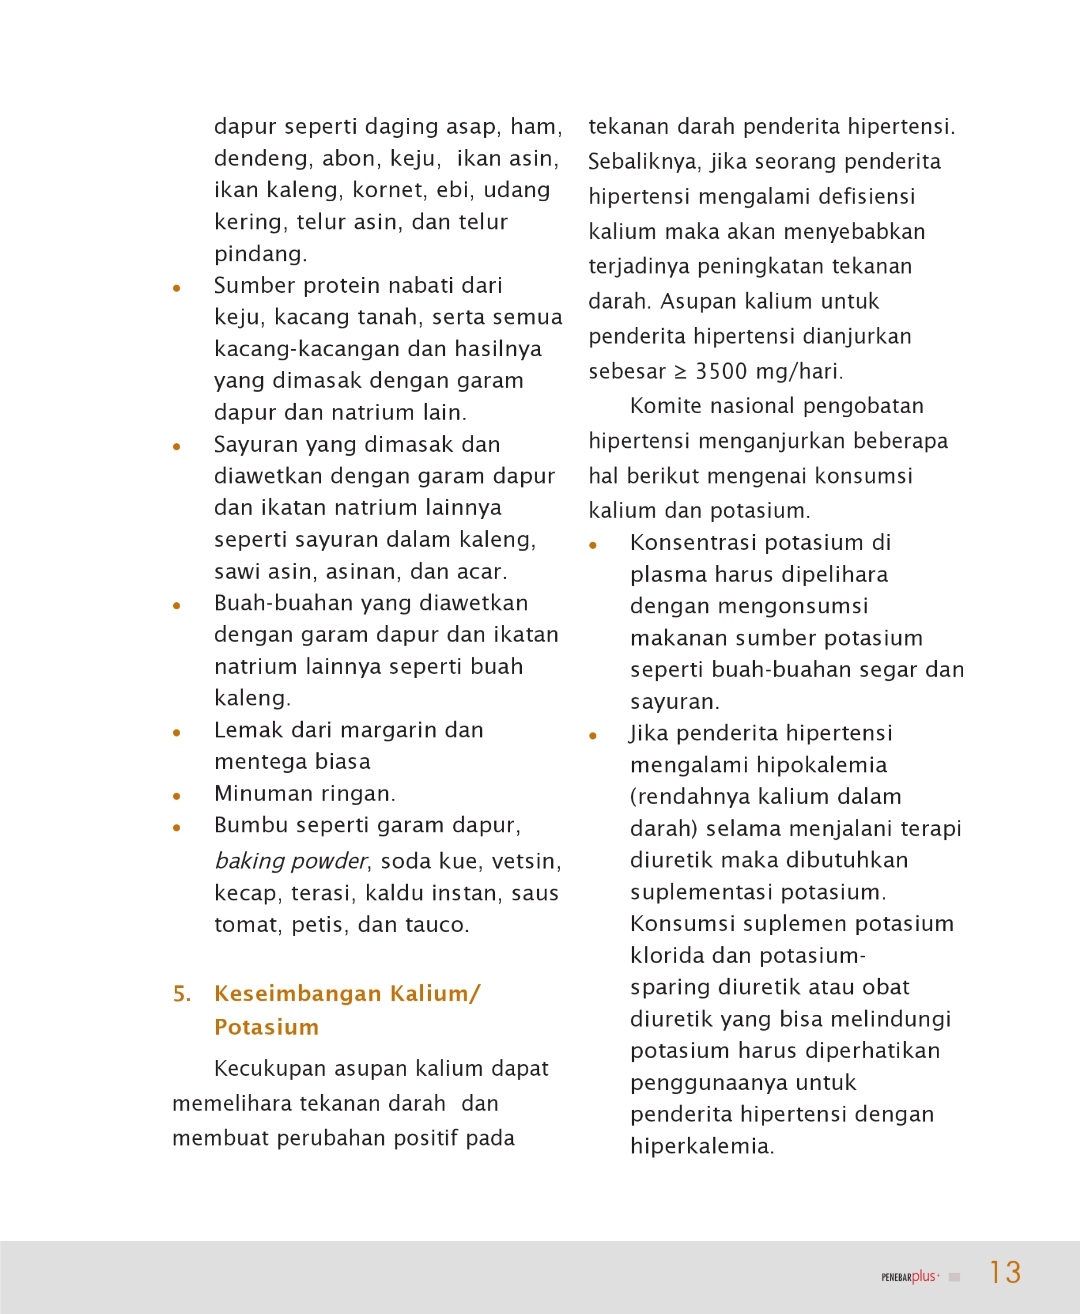 dapur seperti daging asap, ham,
dendeng, abon, keju,  ikan asin,
ikan kaleng, kornet, ebi, udang
kering, telur asin, dan telur
pindang.
• Sumber protein nabati dari
keju, kacang tanah, serta semua
kacang-kacangan dan hasilnya
yang dimasak dengan garam
dapur dan natrium lain.
• Sayuran yang dimasak dan
diawetkan dengan garam dapur
dan ikatan natrium lainnya
seperti sayuran dalam kaleng,
sawi asin, asinan, dan acar.
• Buah-buahan yang diawetkan
dengan garam dapur dan ikatan
natrium lainnya seperti buah
kaleng.
• Lemak dari margarin dan
mentega biasa
• Minuman ringan.
• Bumbu seperti garam dapur,
baking powder, soda kue, vetsin,
kecap, terasi, kaldu instan, saus
tomat, petis, dan tauco.
5. Keseimbangan Kalium/
Potasium
Kecukupan asupan kalium dapat
memelihara tekanan darah  dan
membuat perubahan positif pada
tekanan darah penderita hipertensi.
Sebaliknya, jika seorang penderita
hipertensi mengalami defisiensi
kalium maka akan menyebabkan
terjadinya peningkatan tekanan
darah. Asupan kalium untuk
penderita hipertensi dianjurkan
sebesar ≥ 3500 mg/hari.
Komite nasional pengobatan
hipertensi menganjurkan beberapa
hal berikut mengenai konsumsi
kalium dan potasium.
• Konsentrasi potasium di
plasma harus dipelihara
dengan mengonsumsi
makanan sumber potasium
seperti buah-buahan segar dan
sayuran.
• Jika penderita hipertensi
mengalami hipokalemia
(rendahnya kalium dalam
darah) selama menjalani terapi
diuretik maka dibutuhkan
suplementasi potasium.
Konsumsi suplemen potasium
klorida dan potasium-
sparing diuretik atau obat
diuretik yang bisa melindungi
potasium harus diperhatikan
penggunaanya untuk
penderita hipertensi dengan
hiperkalemia.
PENEBARplus+ 13